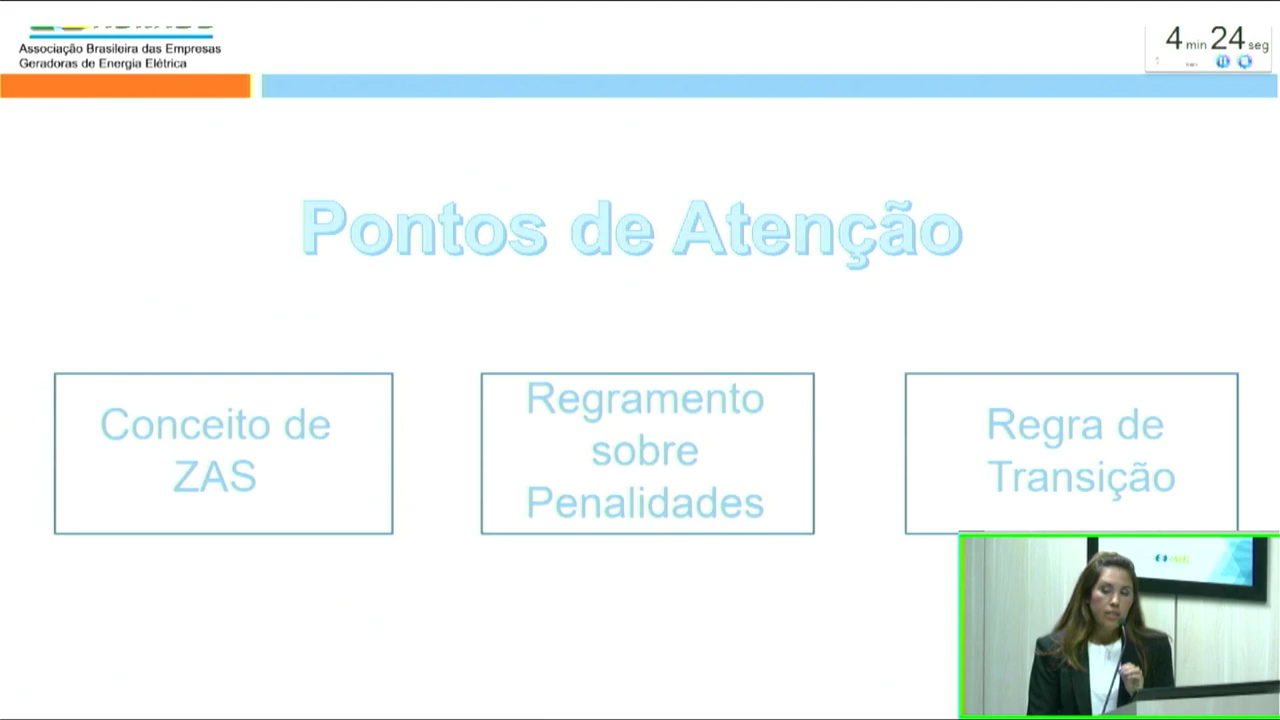 Associação Brasileira das Empresas
Geradoras de Energia Elétrica
4 min 24 seg
Pontos de Atenção
Conceito de
ZAS
Regramento
sobre
Penalidades
Regra de
Transição